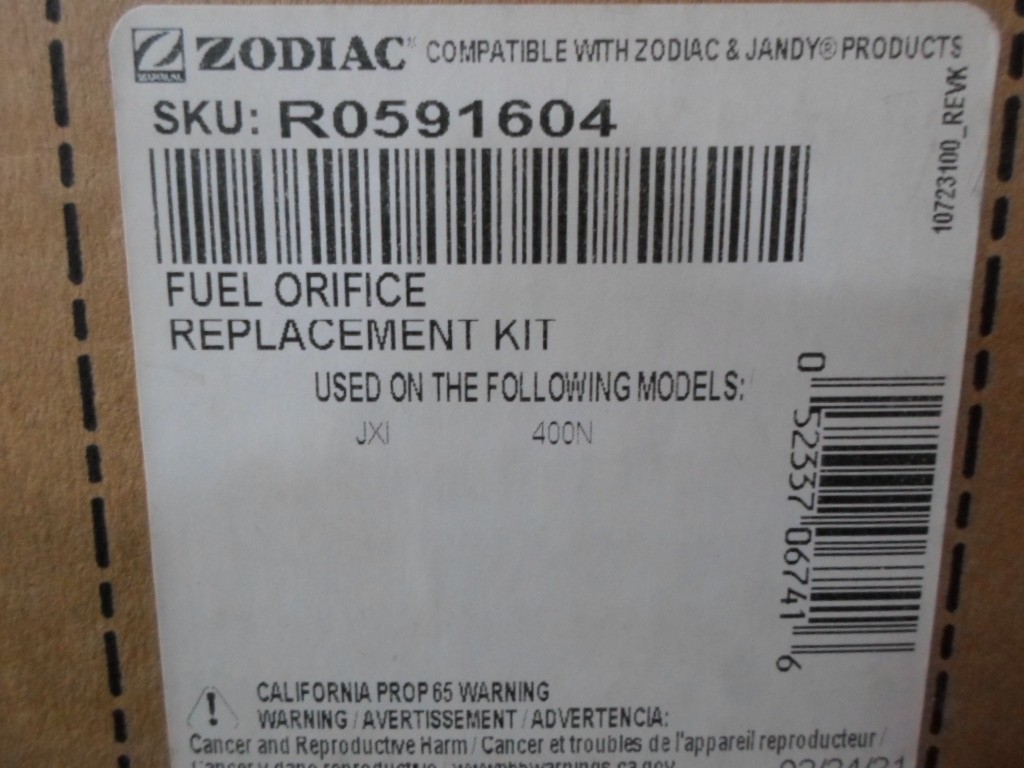 ZODIAC COMPATIBLE WITH ZODIAC & JANDY® PRODUCTS
SKU: R0591604
10723100_REVK
FUEL ORIFICE
REPLACEMENT KIT
USED ON THE FOLLOWING MODELS:
JXI 400N
0 52337 06741 6
CALIFORNIA PROP 65 WARNING
WARNING / AVERTISSEMENT / ADVERTENCIA:
Cancer and Reproductive Harm / Cancer et troubles de l'appareil reproducteur /